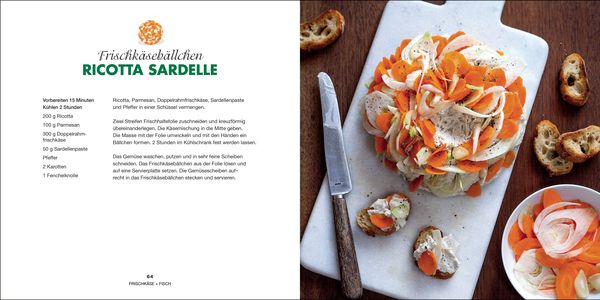 Frischkäsebällchen
RICOTTA SARDELLE
Vorbereiten 15 Minuten
Kühlen 2 Stunden
200 g Ricotta
100 g Parmesan
300 g Doppelrahm-
frischkäse
50 g Sardellenpaste
Pfeffer
2 Karotten
1 Fenchelknolle
Ricotta, Parmesan, Doppelrahmfrischkäse, Sardellenpaste
und Pfeffer in einer Schüssel vermengen.
Zwei Streifen Frischhaltefolie zuschneiden und kreuzförmig
übereinanderlegen. Die Käsemischung in die Mitte geben.
Die Masse mit der Folie umwickeln und mit den Händen ein
Bällchen formen. 2 Stunden im Kühlschrank fest werden lassen.
Das Gemüse waschen, putzen und in sehr feine Scheiben
schneiden. Das Frischkäsebällchen aus der Folie lösen und
auf eine Servierplatte setzen. Die Gemüsescheiben auf-
recht in das Frischkäsebällchen stecken und servieren.
64
FRISCHKÄSE + FISCH